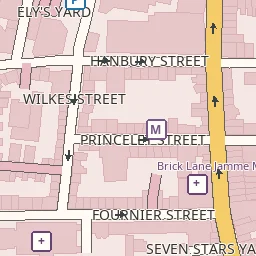 ELY'S YARD
P
HANBURY STREET
WILKES STREET
M
PRINCELET STREET
Brick Lane Jamme M
FOURNIER STREET
SEVEN STARS YA